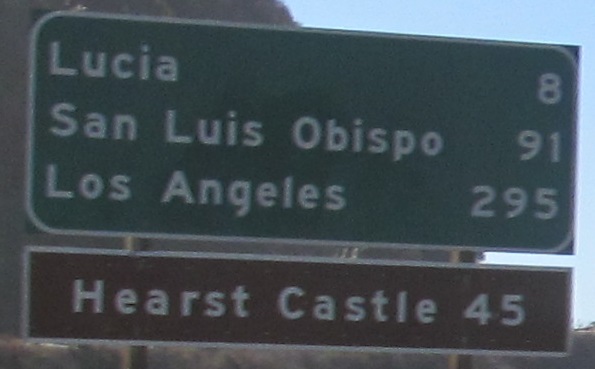 Lucia 8
San Luis Obispo 91
Los Angeles 295
Hearst Castle 45